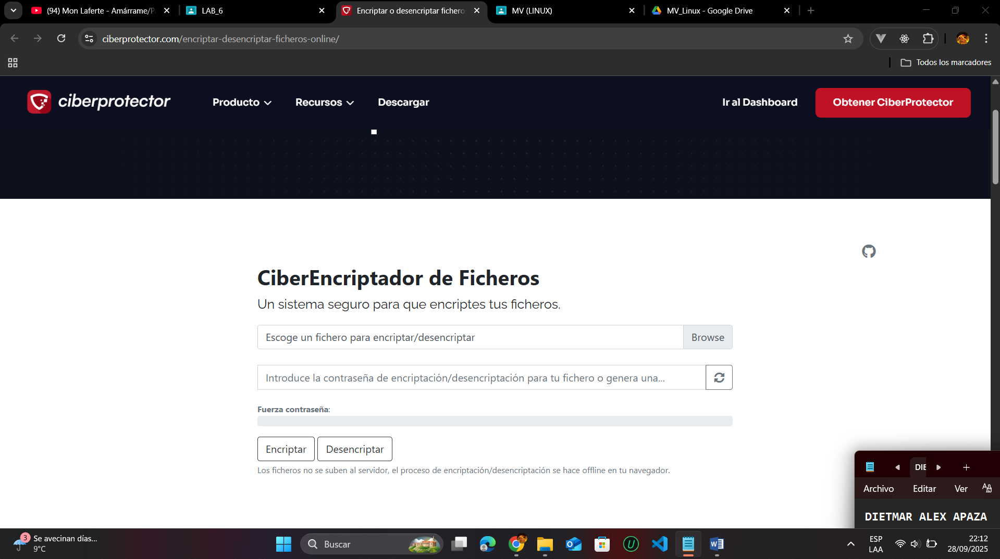 (94) Mon Laferte - Amárrame/P
LAB_6
Encriptar o desencriptar fichero
MV (LINUX)
MV_Linux - Google Drive
ciberprotector.com/encriptar-desencriptar-ficheros-online/
Todos los marcadores
ciberprotector
Producto
Recursos
Descargar
Ir al Dashboard
Obtener CiberProtector
CiberEncriptador de Ficheros
Un sistema seguro para que encriptes tus ficheros.
Escoge un fichero para encriptar/desencriptar
Browse
Introduce la contraseña de encriptación/desencriptación para tu fichero o genera una...
Fuerza contraseña:
Encriptar
Desencriptar
Los ficheros no se suben al servidor, el proceso de encriptación/desencriptación se hace offline en tu navegador.
DIE
Archivo
Editar
Ver
DIETMAR ALEX APAZA
3
Se avecinan días...
9°C
Buscar
ESP
LAA
22:12
28/09/2025